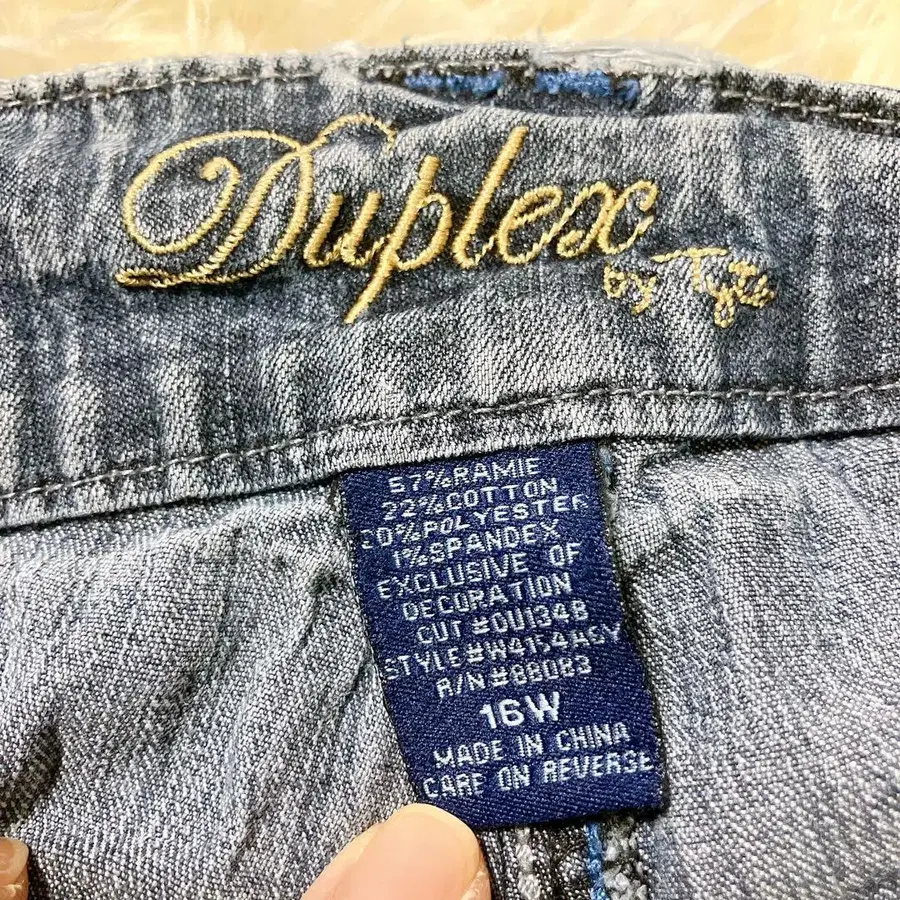 Duplex
by Tyte
57%RAMIE
22%COTTON
20%POLYESTER
1%SPANDEX
EXCLUSIVE OF
DECORATION
CUT #DU1348
STYLE#W4154AGY
R/N#88083
16W
MADE IN CHINA
CARE ON REVERSE